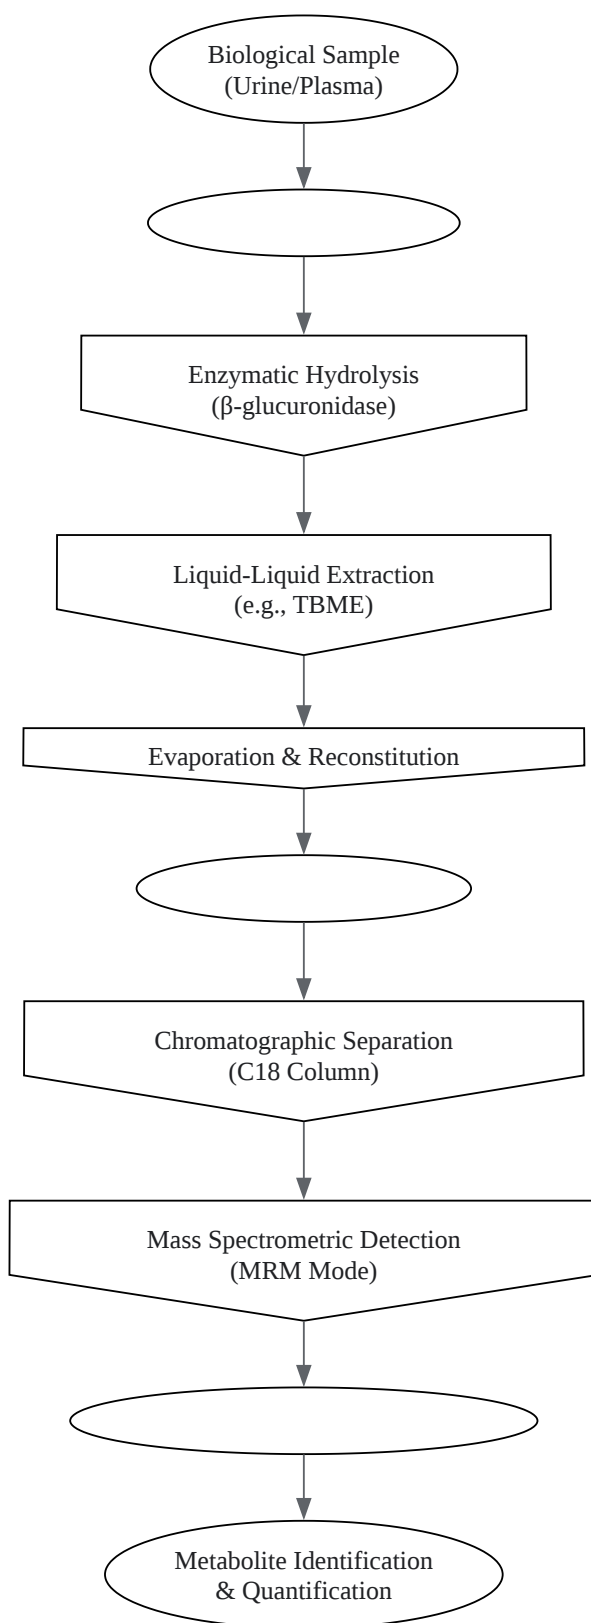 Biological Sample
(Urine/Plasma)
Enzymatic Hydrolysis
(β-glucuronidase)
Liquid-Liquid Extraction
(e.g., TBME)
Evaporation & Reconstitution
Chromatographic Separation
(C18 Column)
Mass Spectrometric Detection
(MRM Mode)
Metabolite Identification
& Quantification